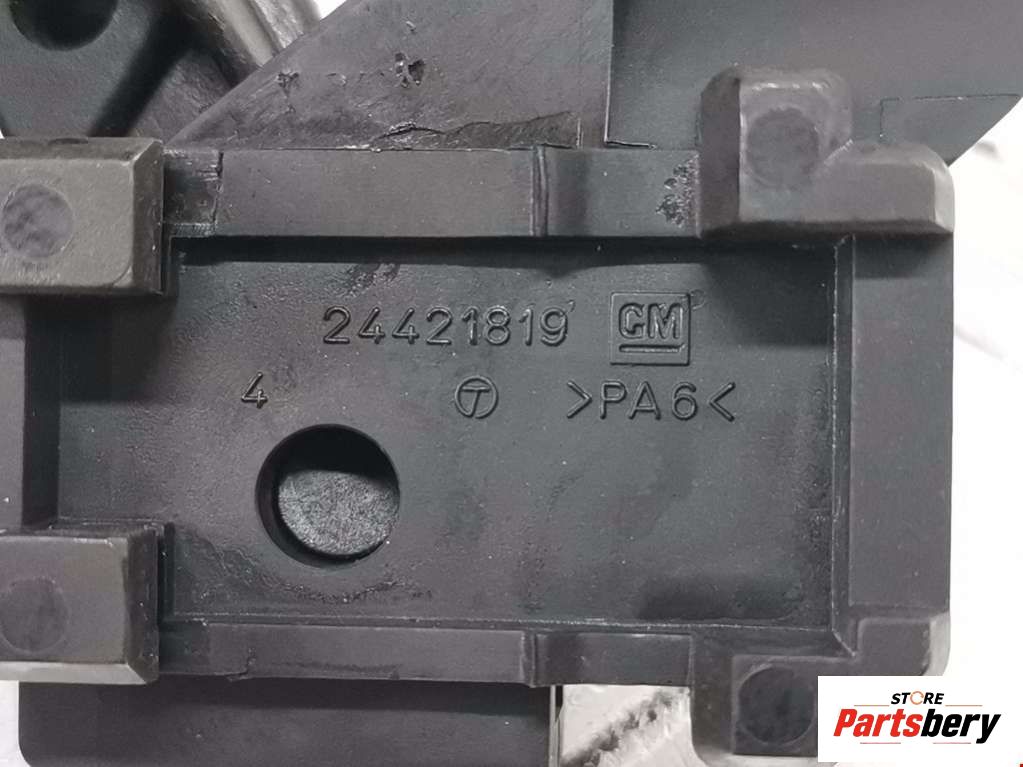 24421819 GM
4 T >PA6<
STORE
Partsbery